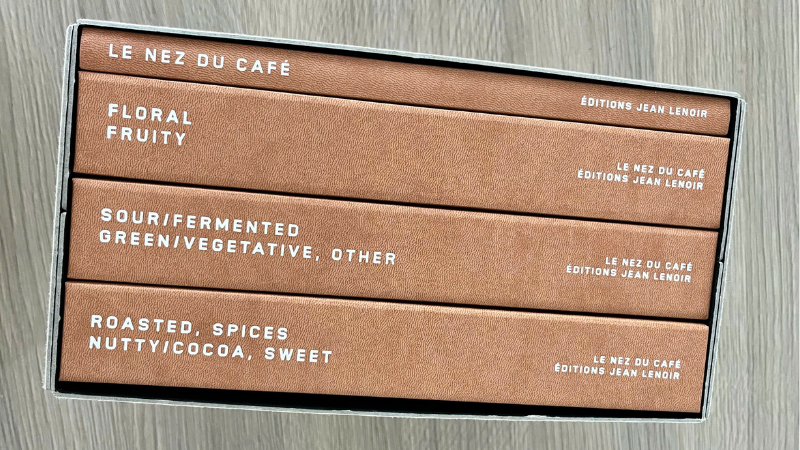 LE NEZ DU CAFÉ
ÉDITIONS JEAN LENOIR
FLORAL
FRUITY
LE NEZ DU CAFÉ
ÉDITIONS JEAN LENOIR
SOUR/FERMENTED
GREEN/VEGETATIVE, OTHER
LE NEZ DU CAFÉ
ÉDITIONS JEAN LENOIR
ROASTED, SPICES
NUTTY/COCOA, SWEET
LE NEZ DU CAFÉ
ÉDITIONS JEAN LENOIR